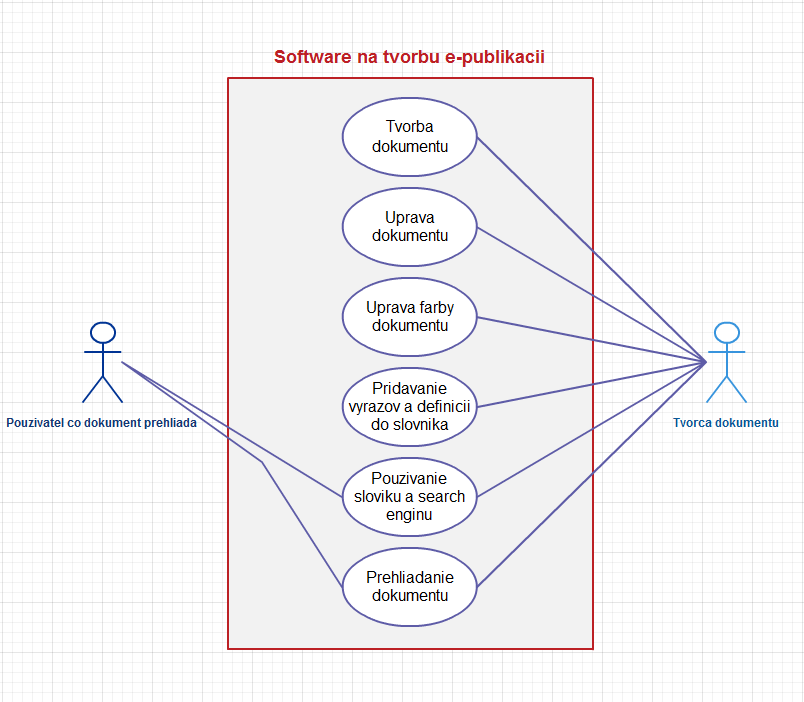 Software na tvorbu e-publikacii
Tvorba
dokumentu
Uprava
dokumentu
Uprava farby
dokumentu
Pridavanie
vyrazov a definicii
do slovnika
Pouzivanie
sloviku a search
enginu
Prehliadanie
dokumentu
Pouzivatel co dokument prehliada
Tvorca dokumentu